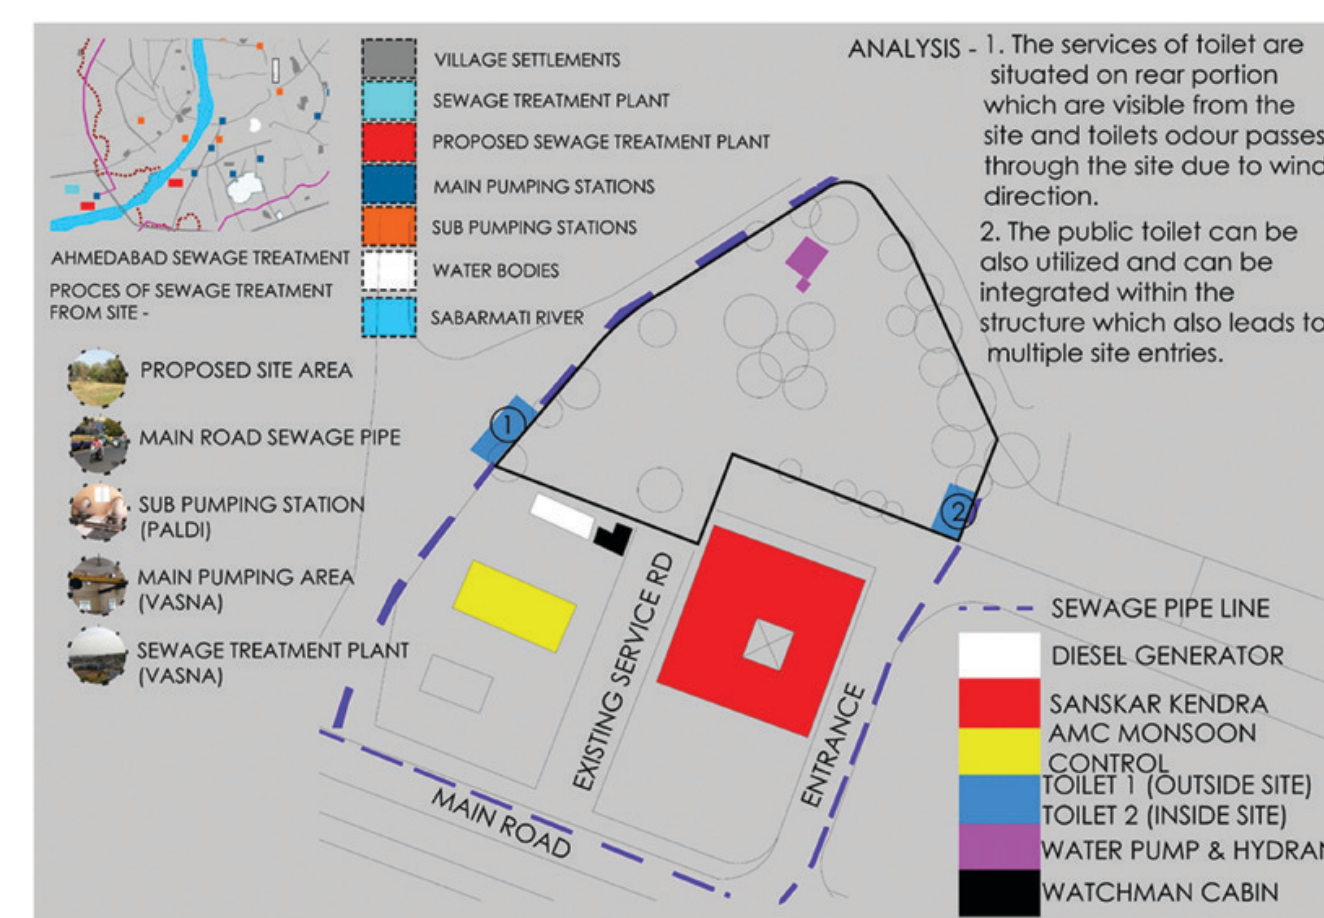 VILLAGE SETTLEMENTS
SEWAGE TREATMENT PLANT
PROPOSED SEWAGE TREATMENT PLANT
MAIN PUMPING STATIONS
SUB PUMPING STATIONS
WATER BODIES
SABARMATI RIVER
AHMEDABAD SEWAGE TREATMENT
PROCES OF SEWAGE TREATMENT
FROM SITE -
PROPOSED SITE AREA
MAIN ROAD SEWAGE PIPE
SUB PUMPING STATION
(PALDI)
MAIN PUMPING AREA
(VASNA)
SEWAGE TREATMENT PLANT
(VASNA)
ANALYSIS - 1. The services of toilet are
situated on rear portion
which are visible from the
site and toilets odour passes
through the site due to wind
direction.
2. The public toilet can be
also utilized and can be
integrated within the
structure which also leads to
multiple site entries.
1
2
EXISTING SERVICE RD
ENTRANCE
MAIN ROAD
SEWAGE PIPE LINE
DIESEL GENERATOR
SANSKAR KENDRA
AMC MONSOON
CONTROL
TOILET 1 (OUTSIDE SITE)
TOILET 2 (INSIDE SITE)
WATER PUMP & HYDRAN
WATCHMAN CABIN